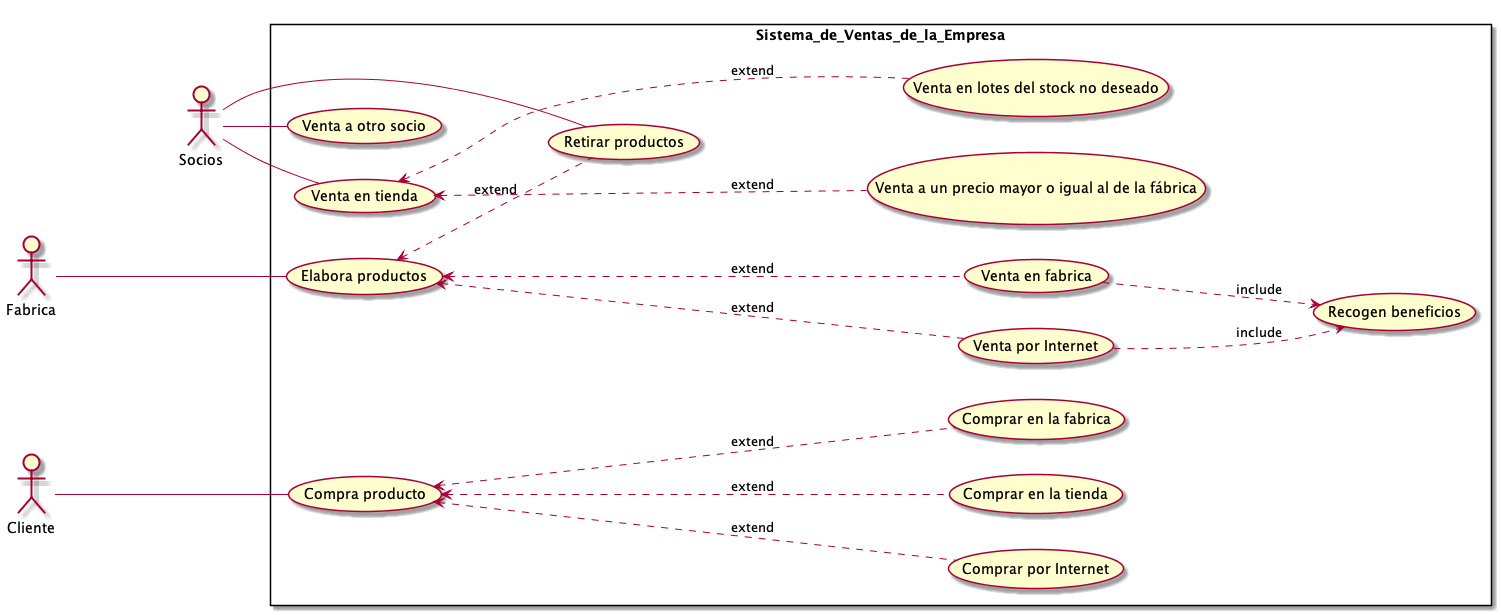 Sistema_de_Ventas_de_la_Empresa
extend
Venta en lotes del stock no deseado
Socios
Venta a otro socio
Retirar productos
Venta en tienda
extend
extend
Venta a un precio mayor o igual al de la fábrica
Fabrica
Elabora productos
extend
Venta en fabrica
include
Recogen beneficios
extend
Venta por Internet
include
Comprar en la fabrica
extend
Cliente
Compra producto
extend
Comprar en la tienda
extend
Comprar por Internet